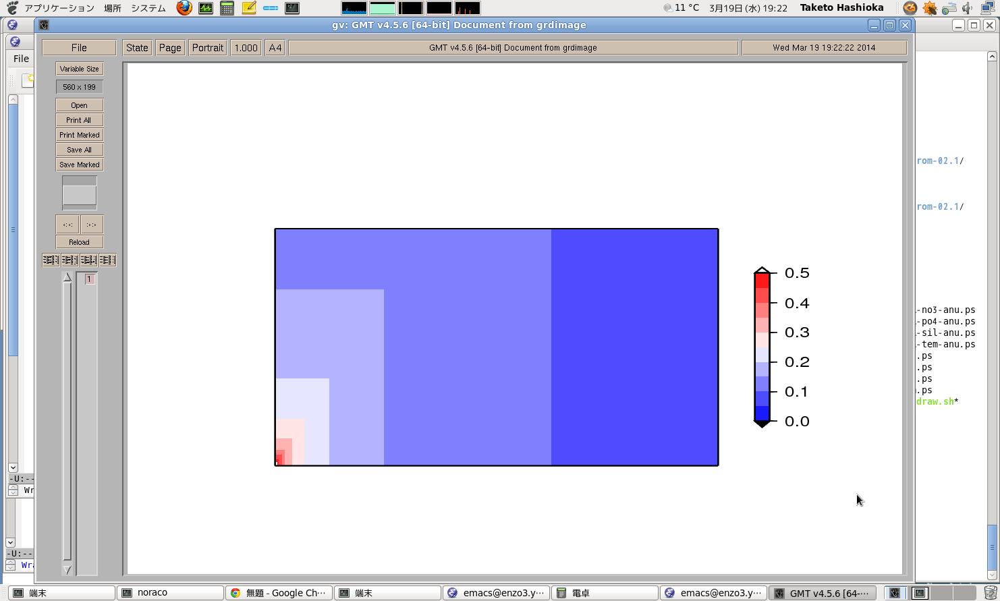 アプリケーション 場所 システム 11 °C 3月19日 (水) 19:22 Taketo Hashioka
gv: GMT v4.5.6 [64-bit] Document from grdimage
File State Page Portrait 1.000 A4 GMT v4.5.6 [64-bit] Document from grdimage Wed Mar 19 19:22:22 2014
File
Variable Size
560 x 199
Open
Print All
Print Marked
Save All
Save Marked
<< >>
Reload
1
0.5
0.4
0.3
0.2
0.1
0.0
rom-02.1/
rom-02.1/
-no3-anu.ps
-po4-anu.ps
-sil-anu.ps
-tem-anu.ps
.ps
.ps
.ps
.ps
draw.sh*
-U:--
Wr
-U:--
Wr
端末 noraco 無題 - Google Ch… 端末 emacs@enzo3.y… 電卓 emacs@enzo3.y… GMT v4.5.6 [64-…